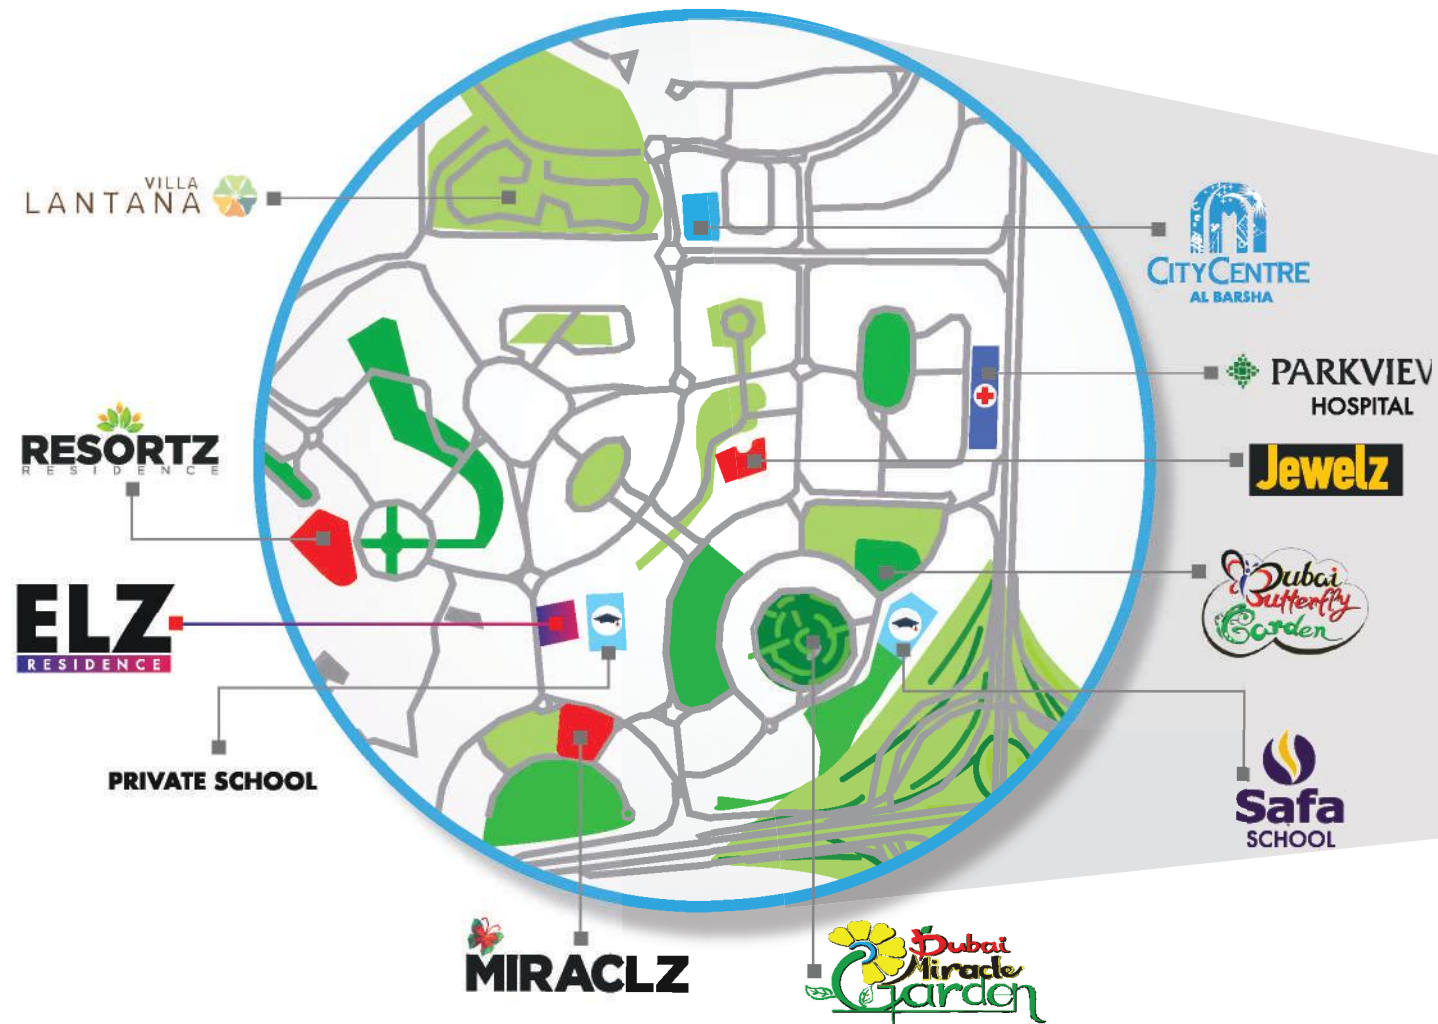 VILLA
LANTANA
CITY CENTRE
AL BARSHA
PARKVIEV
HOSPITAL
RESORTZ
RESIDENCE
Jewelz
Dubai
Butterfly
Garden
ELZ
RESIDENCE
PRIVATE SCHOOL
Safa
SCHOOL
MIRACLZ
Dubai
Miracle
Garden